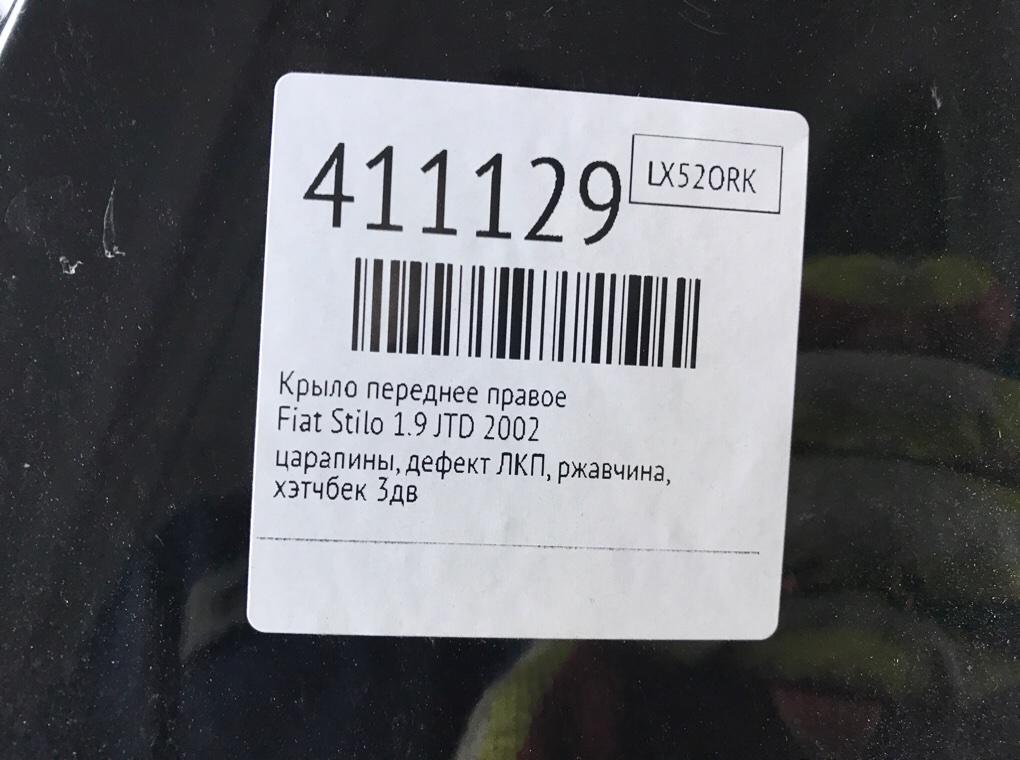 411129
LX52ORK
Крыло переднее правое
Fiat Stilo 1.9 JTD 2002
царапины, дефект ЛКП, ржавчина,
хэтчбек 3дв